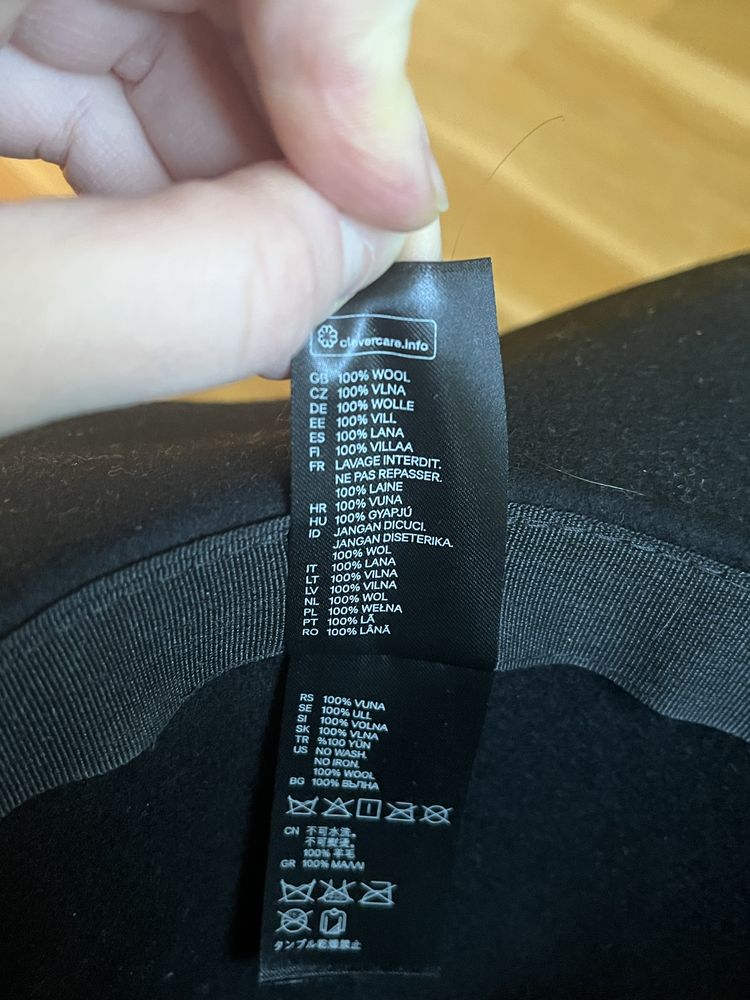 clevercare.info
GB 100% WOOL
CZ 100% VLNA
DE 100% WOLLE
EE 100% VILL
ES 100% LANA
FI 100% VILLAA
FR LAVAGE INTERDIT.
NE PAS REPASSER.
100% LAINE
HR 100% VUNA
HU 100% GYAPJÚ
ID JANGAN DICUCI.
JANGAN DISETERIKA.
100% WOL
IT 100% LANA
LT 100% VILNA
LV 100% VILNA
NL 100% WOL
PL 100% WEŁNA
PT 100% LÃ
RO 100% LÂNĂ
RS 100% VUNA
SE 100% ULL
SI 100% VOLNA
SK 100% VLNA
TR %100 YÜN
US NO WASH.
NO IRON.
100% WOOL
BG 100% ВЪЛНА
CN 不可水洗。
不可熨烫。
100% 羊毛
GR 100% ΜΑΛΛΙ
タンブル乾燥禁止